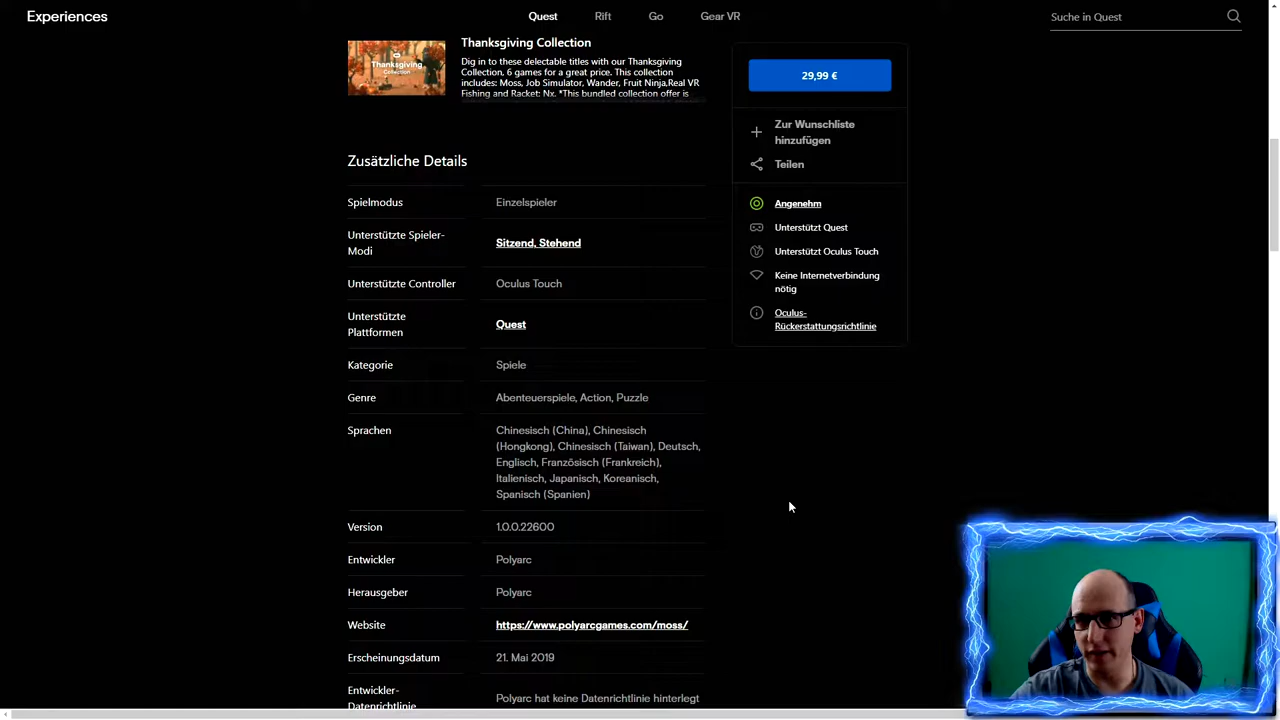 Experiences
Quest
Rift
Go
Gear VR
Suche in Quest
Thanksgiving
Collection
Thanksgiving Collection
Dig in to these delectable titles with our Thanksgiving
Collection, 6 games for a great price. This collection
includes: Moss, Job Simulator, Wander, Fruit Ninja,Real VR
Fishing and Racket: Nx. *This bundled collection offer is
29,99 €
Zur Wunschliste
hinzufügen
Teilen
Angenehm
Unterstützt Quest
Unterstützt Oculus Touch
Keine Internetverbindung
nötig
Oculus-
Rückerstattungsrichtlinie
Zusätzliche Details
Spielmodus
Einzelspieler
Unterstützte Spieler-
Modi
Sitzend, Stehend
Unterstützte Controller
Oculus Touch
Unterstützte
Plattformen
Quest
Kategorie
Spiele
Genre
Abenteuerspiele, Action, Puzzle
Sprachen
Chinesisch (China), Chinesisch
(Hongkong), Chinesisch (Taiwan), Deutsch,
Englisch, Französisch (Frankreich),
Italienisch, Japanisch, Koreanisch,
Spanisch (Spanien)
Version
1.0.0.22600
Entwickler
Polyarc
Herausgeber
Polyarc
Website
https://www.polyarcgames.com/moss/
Erscheinungsdatum
21. Mai 2019
Entwickler-
Datenrichtlinie
Polyarc hat keine Datenrichtlinie hinterlegt